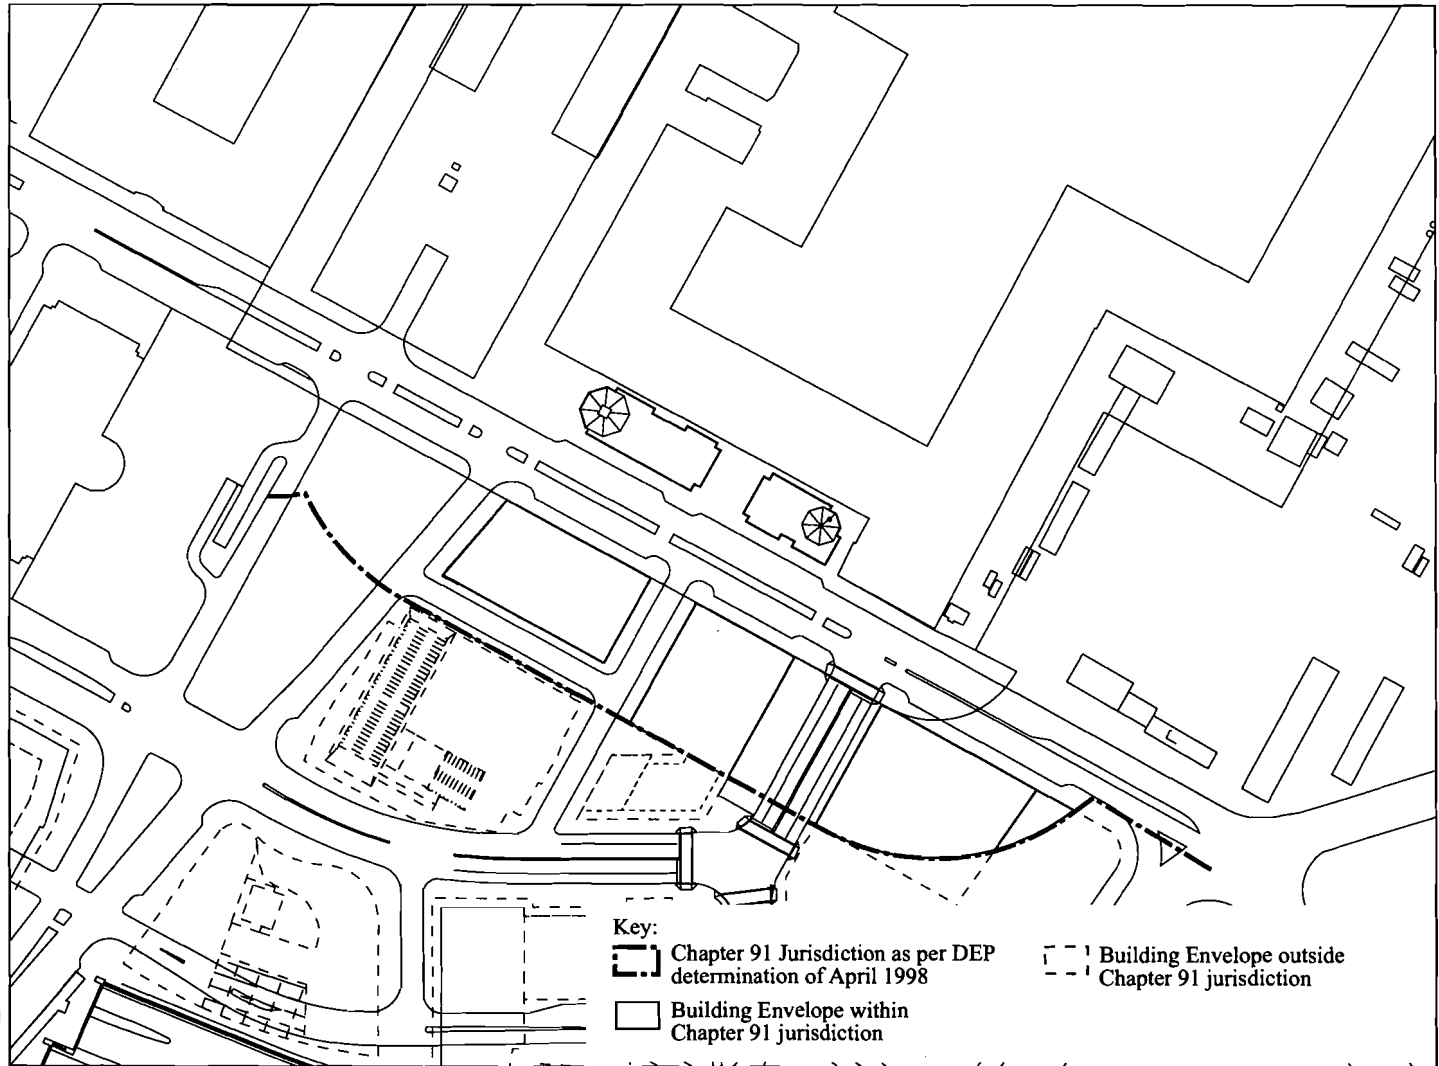 Key:
Chapter 91 Jurisdiction as per DEP
determination of April 1998
Building Envelope within
Chapter 91 jurisdiction
Building Envelope outside
Chapter 91 jurisdiction